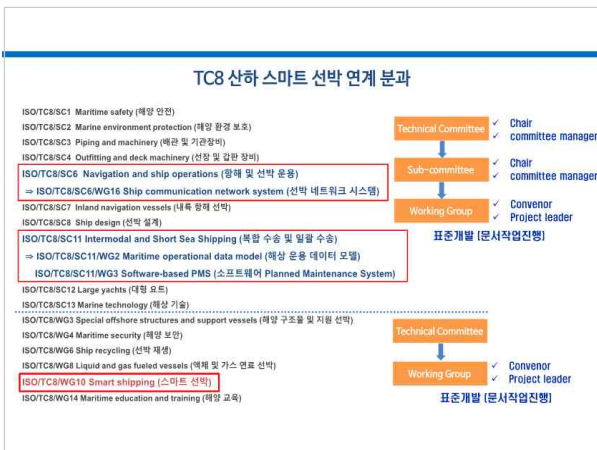 TC8 산하 스마트 선박 연계 분과
ISO/TC8/SC1 Maritime safety (해양 안전)
ISO/TC8/SC2 Marine environment protection (해양 환경 보호)
ISO/TC8/SC3 Piping and machinery (배관 및 기관장비)
ISO/TC8/SC4 Outfitting and deck machinery (선장 및 갑판 장비)
ISO/TC8/SC6 Navigation and ship operations (항해 및 선박 운용)
⇒ ISO/TC8/SC6/WG16 Ship communication network system (선박 네트워크 시스템)
ISO/TC8/SC7 Inland navigation vessels (내륙 항해 선박)
ISO/TC8/SC8 Ship design (선박 설계)
ISO/TC8/SC11 Intermodal and Short Sea Shipping (복합 수송 및 일괄 수송)
⇒ ISO/TC8/SC11/WG2 Maritime operational data model (해상 운용 데이터 모델)
ISO/TC8/SC11/WG3 Software-based PMS (소프트웨어 Planned Maintenance System)
ISO/TC8/SC12 Large yachts (대형 요트)
ISO/TC8/SC13 Marine technology (해상 기술)
ISO/TC8/WG3 Special offshore structures and support vessels (해양 구조물 및 지원 선박)
ISO/TC8/WG4 Maritime security (해양 보안)
ISO/TC8/WG6 Ship recycling (선박 재생)
ISO/TC8/WG8 Liquid and gas fueled vessels (액체 및 가스 연료 선박)
ISO/TC8/WG10 Smart shipping (스마트 선박)
ISO/TC8/WG14 Maritime education and training (해양 교육)
Technical Committee
✓ Chair
✓ committee manager
Sub-committee
✓ Chair
✓ committee manager
Working Group
✓ Convenor
✓ Project leader
표준개발 (문서작업진행)
Technical Committee
Working Group
✓ Convenor
✓ Project leader
표준개발 (문서작업진행)